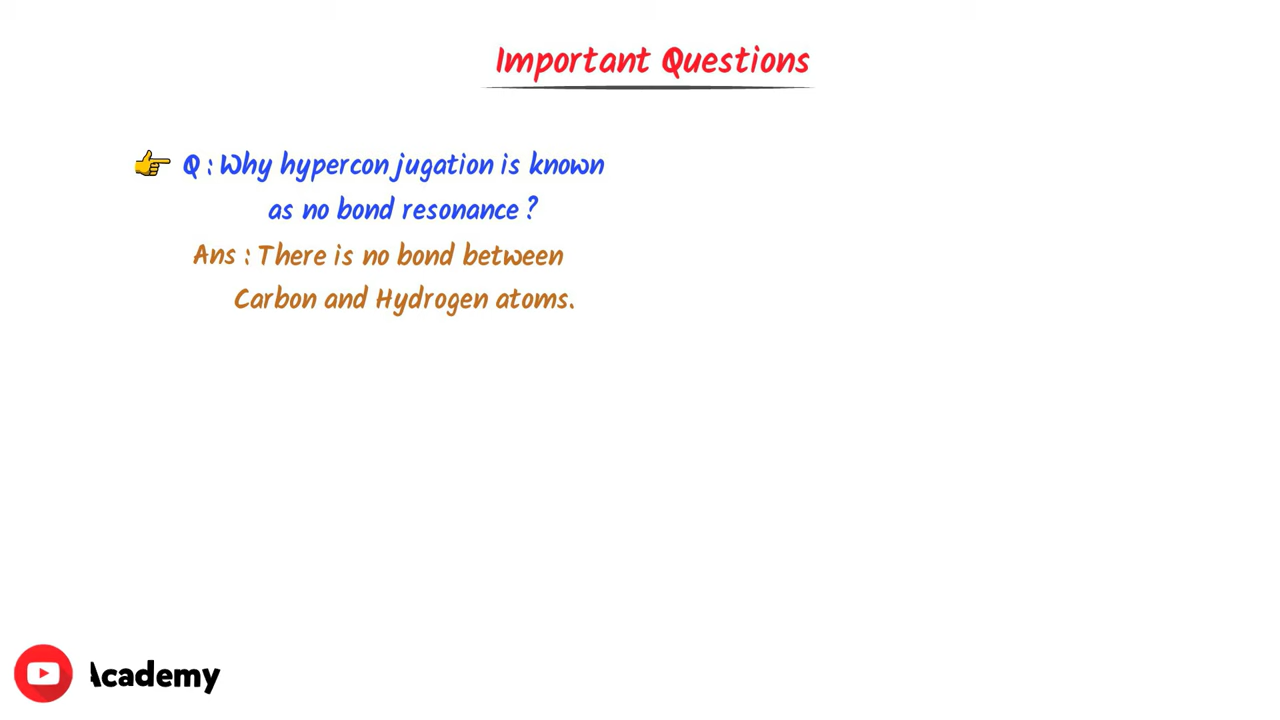 Important Questions
👉 Q : Why hypercon jugation is known
as no bond resonance ?
Ans : There is no bond between
Carbon and Hydrogen atoms.
Academy